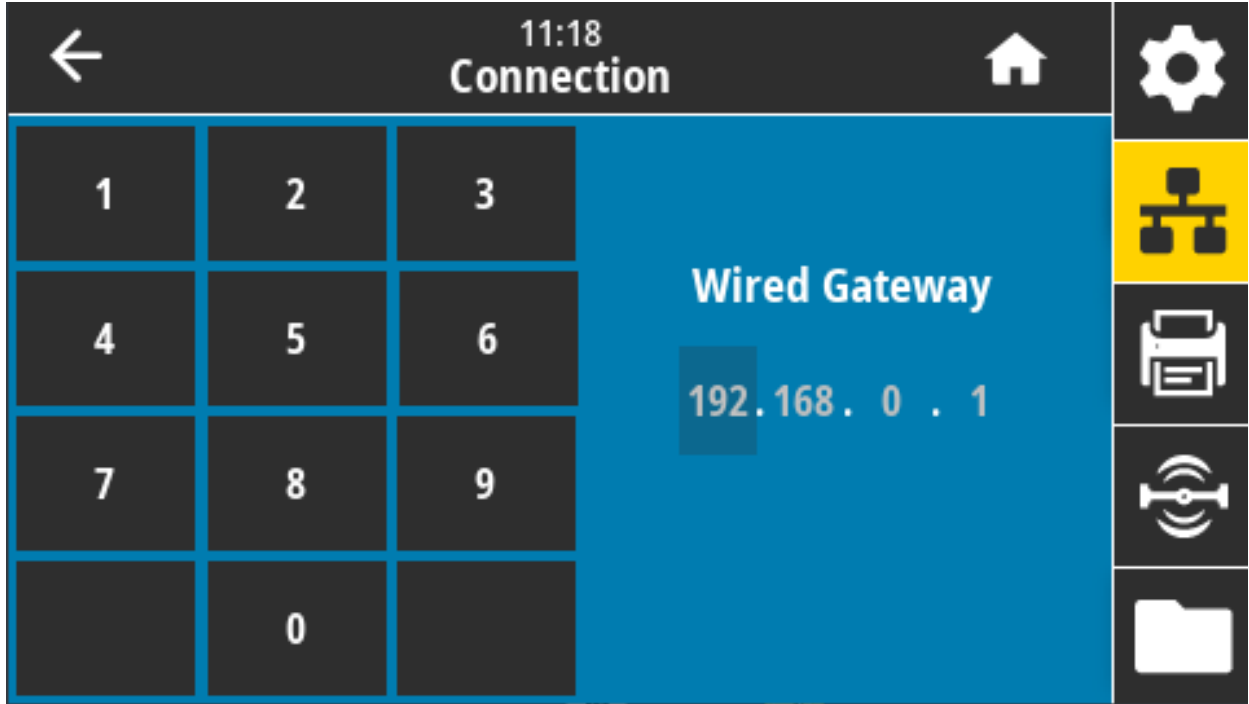 11:18
Connection
1 2 3
Wired Gateway
4 5 6
192.168. 0 . 1
7 8 9
0